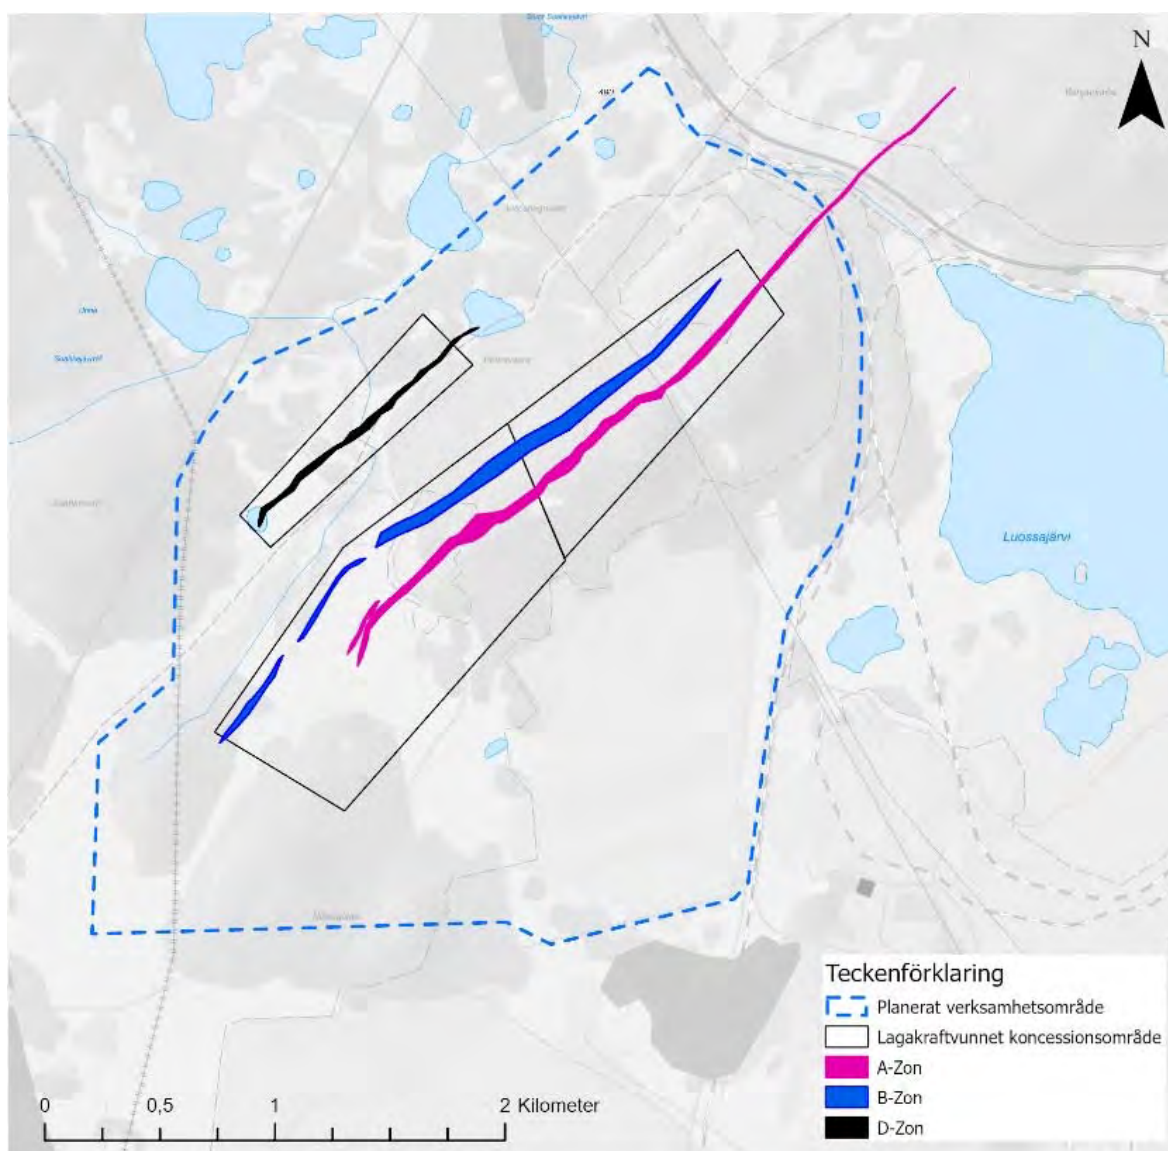 N
Luossajärvi
Teckenförklaring
Planerat verksamhetsområde
Lagakraftvunnet koncessionsområde
A-Zon
B-Zon
D-Zon
0 0,5 1 2 Kilometer